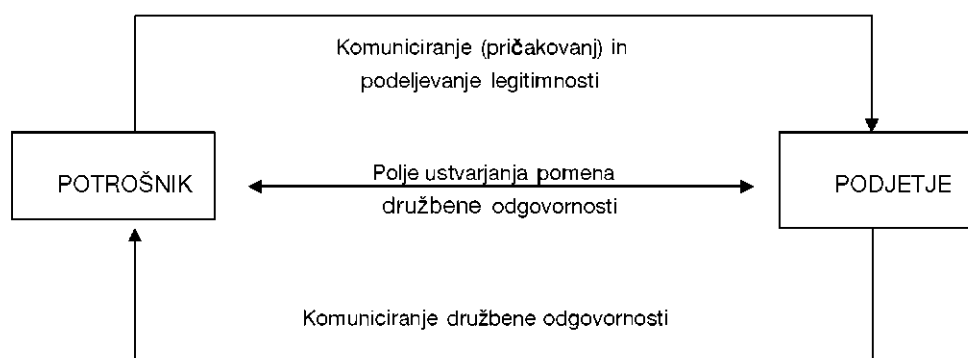 Komuniciranje (pričakovanj) in
podeljevanje legitimnosti
POTROŠNIK
Polje ustvarjanja pomena
družbene odgovornosti
PODJETJE
Komuniciranje družbene odgovornosti